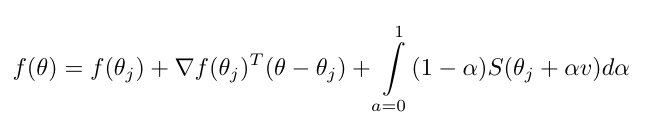 f(θ) = f(θ_j) + ∇f(θ_j)^T(θ − θ_j) + ∫_{a=0}^{1} (1 − α)S(θ_j + αv)dα